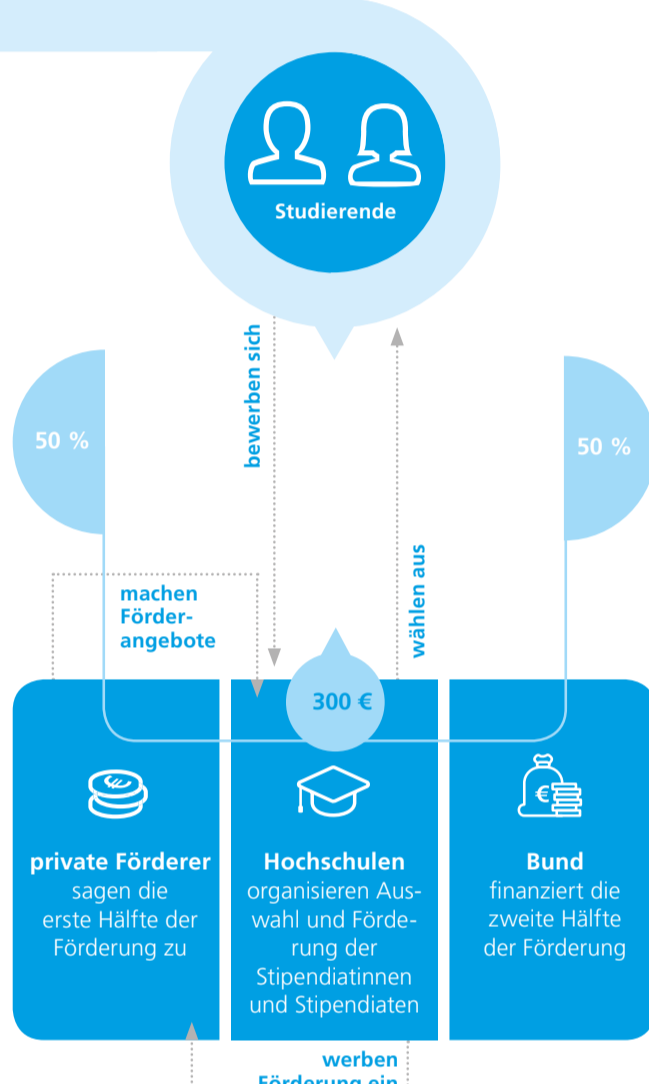 Studierende
bewerben sich
50 %
50 %
wählen aus
machen
Förder-
angebote
300 €
private Förderer
sagen die
erste Hälfte der
Förderung zu
Hochschulen
organisieren Aus-
wahl und Förde-
rung der
Stipendiatinnen
und Stipendiaten
Bund
finanziert die
zweite Hälfte
der Förderung
werben
Förderung ein